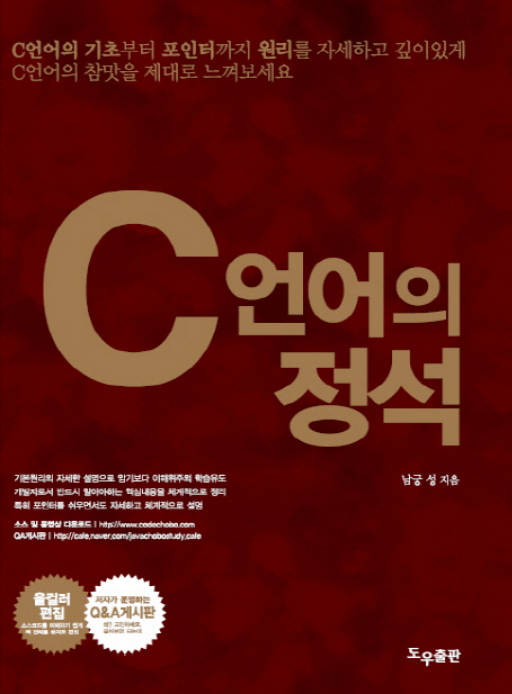 C언어의 기초부터 포인터까지 원리를 자세하고 깊이있게
C언어의 참맛을 제대로 느껴보세요
C 언어의
정석
기본원리의 자세한 설명으로 암기보다 이해위주의 학습유도
개발자로서 반드시 알아야하는 핵심내용을 체계적으로 정리
특히 포인터를 쉬우면서도 자세하고 체계적으로 설명
남궁 성 지음
소스 및 동영상 다운로드 | http://www.codechobo.com
QA게시판 | http://cafe.naver.com/javachobostudy.cafe
올컬러
편집
저자가 운영하는
Q&A게시판
도우출판